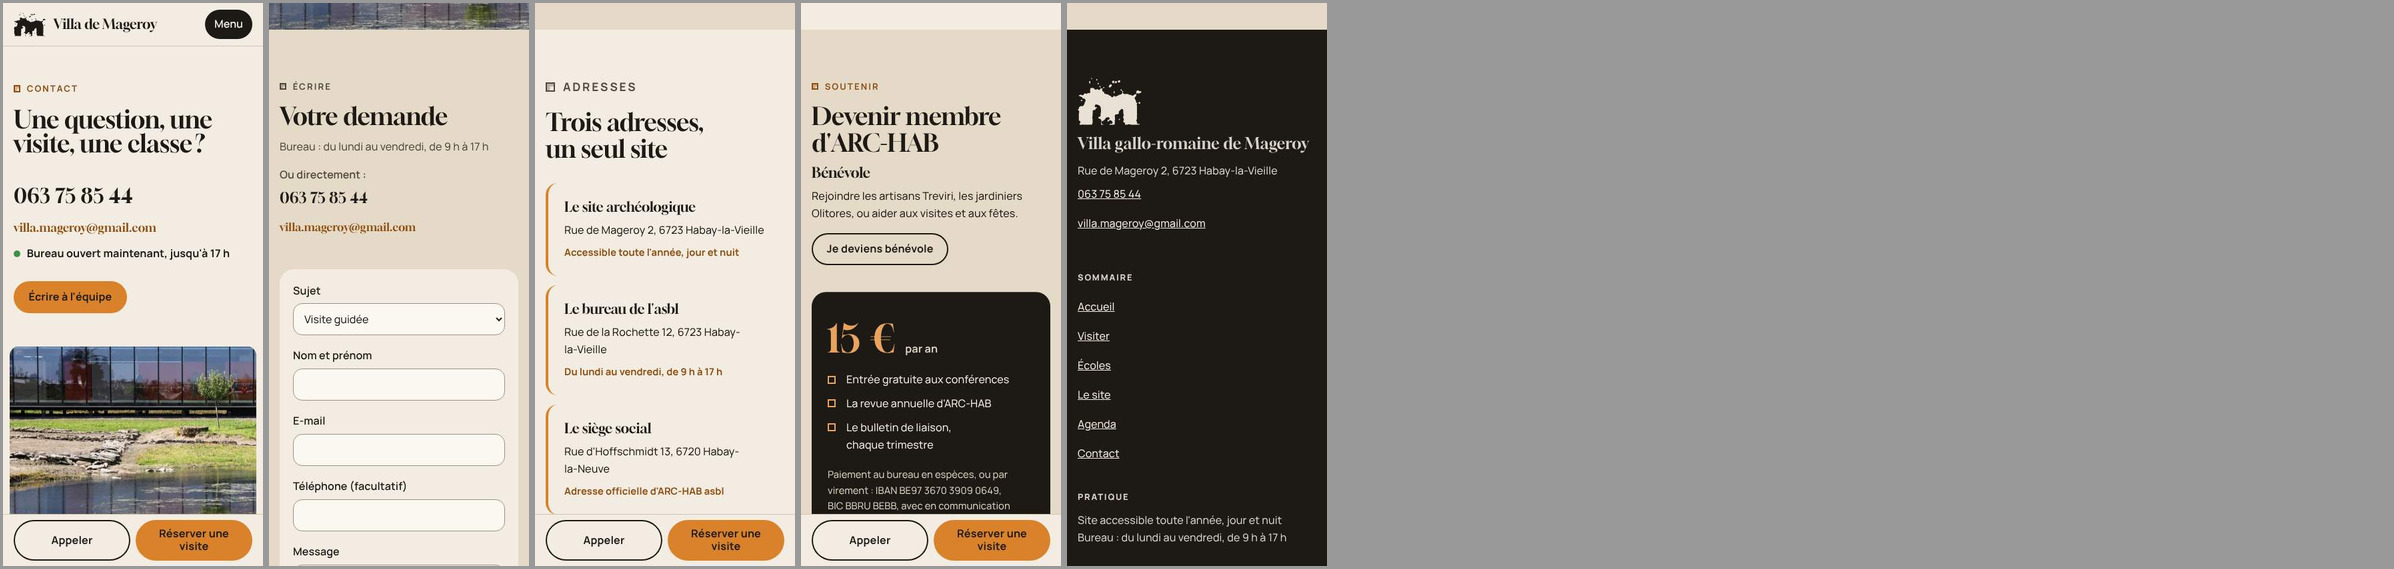 Villa de Mageroy
Menu
CONTACT
Une question, une
visite, une classe ?
063 75 85 44
villa.mageroy@gmail.com
Bureau ouvert maintenant, jusqu'à 17 h
Écrire à l'équipe
Appeler
Réserver une
visite
ÉCRIRE
Votre demande
Bureau : du lundi au vendredi, de 9 h à 17 h
Ou directement :
063 75 85 44
villa.mageroy@gmail.com
Sujet
Visite guidée
Nom et prénom
E-mail
Téléphone (facultatif)
Message
ADRESSES
Trois adresses,
un seul site
Le site archéologique
Rue de Mageroy 2, 6723 Habay-la-Vieille
Accessible toute l'année, jour et nuit
Le bureau de l'asbl
Rue de la Rochette 12, 6723 Habay-
la-Vieille
Du lundi au vendredi, de 9 h à 17 h
Le siège social
Rue d'Hoffschmidt 13, 6720 Habay-
la-Neuve
Adresse officielle d'ARC-HAB asbl
Appeler
Réserver une
visite
SOUTENIR
Devenir membre
d'ARC-HAB
Bénévole
Rejoindre les artisans Treviri, les jardiniers
Olitores, ou aider aux visites et aux fêtes.
Je deviens bénévole
15 € par an
Entrée gratuite aux conférences
La revue annuelle d'ARC-HAB
Le bulletin de liaison,
chaque trimestre
Paiement au bureau en espèces, ou par
virement : IBAN BE97 3670 3909 0649,
BIC BBRU BEBB, avec en communication
Appeler
Réserver une
visite
Villa gallo-romaine de Mageroy
Rue de Mageroy 2, 6723 Habay-la-Vieille
063 75 85 44
villa.mageroy@gmail.com
SOMMAIRE
Accueil
Visiter
Écoles
Le site
Agenda
Contact
PRATIQUE
Site accessible toute l'année, jour et nuit
Bureau : du lundi au vendredi, de 9 h à 17 h